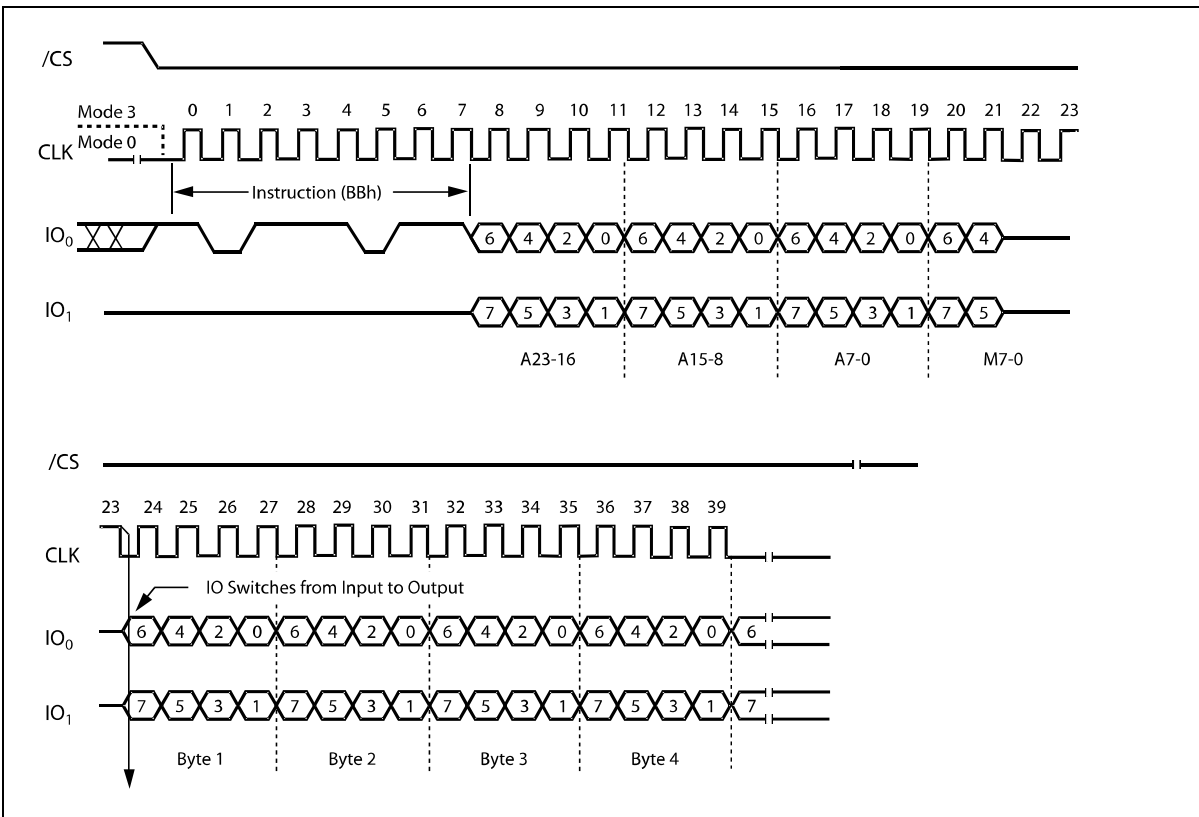 /CS
Mode 3
0 1 2 3 4 5 6 7 8 9 10 11 12 13 14 15 16 17 18 19 20 21 22 23
Mode 0
CLK
Instruction (BBh)
IO0 6 4 2 0 6 4 2 0 6 4 2 0 6 4
IO1 7 5 3 1 7 5 3 1 7 5 3 1 7 5
A23-16 A15-8 A7-0 M7-0
/CS
23 24 25 26 27 28 29 30 31 32 33 34 35 36 37 38 39
CLK
IO Switches from Input to Output
IO0 6 4 2 0 6 4 2 0 6 4 2 0 6 4 2 0 6
IO1 7 5 3 1 7 5 3 1 7 5 3 1 7 5 3 1 7
Byte 1 Byte 2 Byte 3 Byte 4